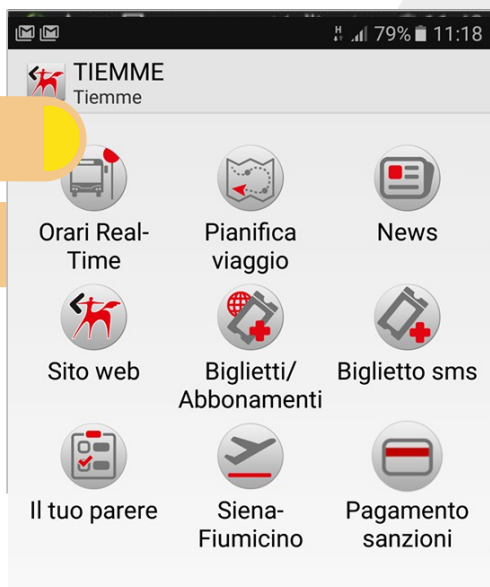 H 79% 11:18
TIEMME
Tiemme
Orari Real-
Time
Pianifica
viaggio
News
Sito web
Biglietti/
Abbonamenti
Biglietto sms
Il tuo parere
Siena-
Fiumicino
Pagamento
sanzioni